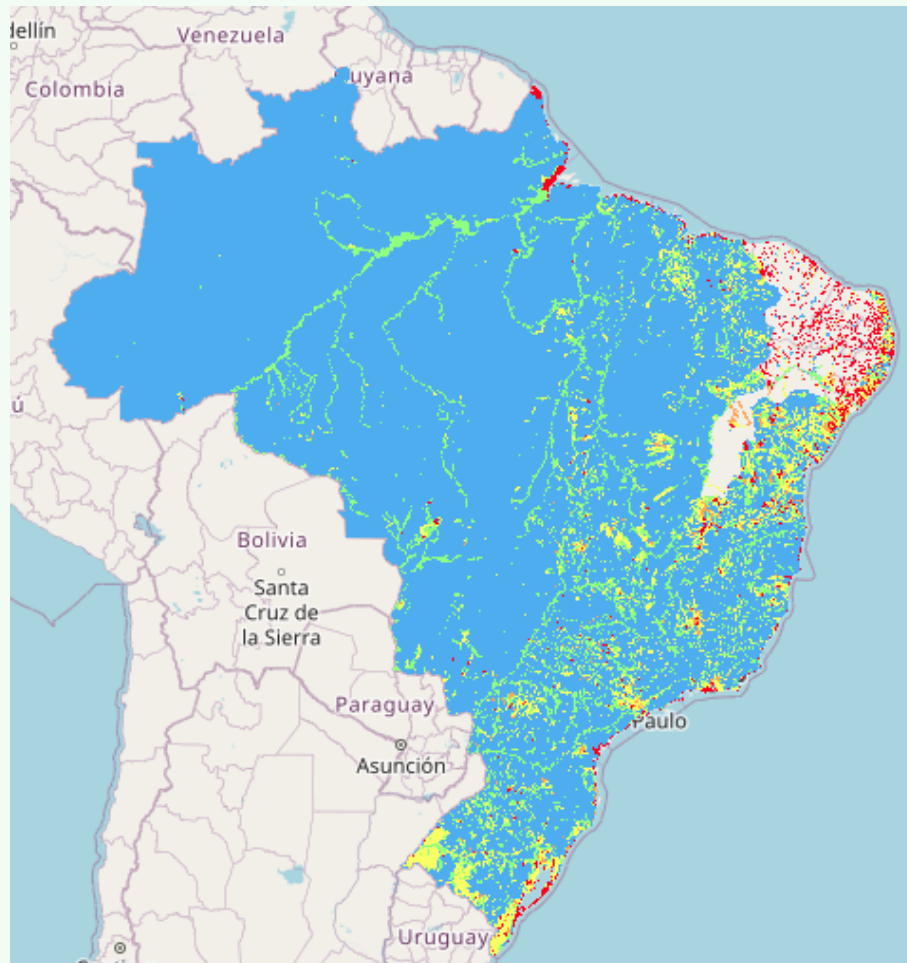 Venezuela
Guyana
Colombia
Bolivia
Santa
Cruz de
la Sierra
Paraguay
Asunción
Paulo
Uruguay